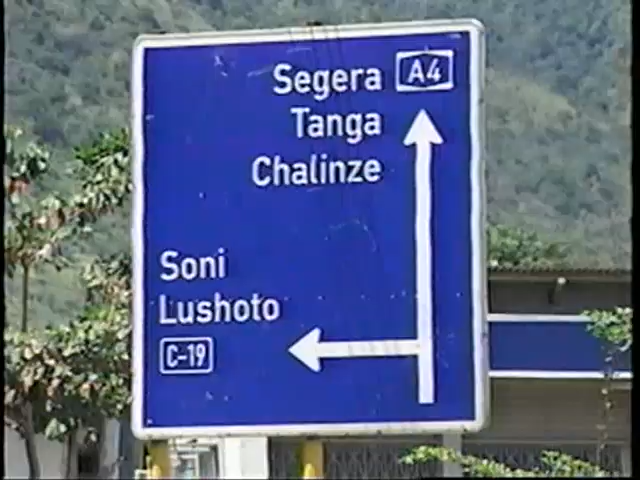 Segera A4
Tanga
Chalinze
Soni
Lushoto
C-19